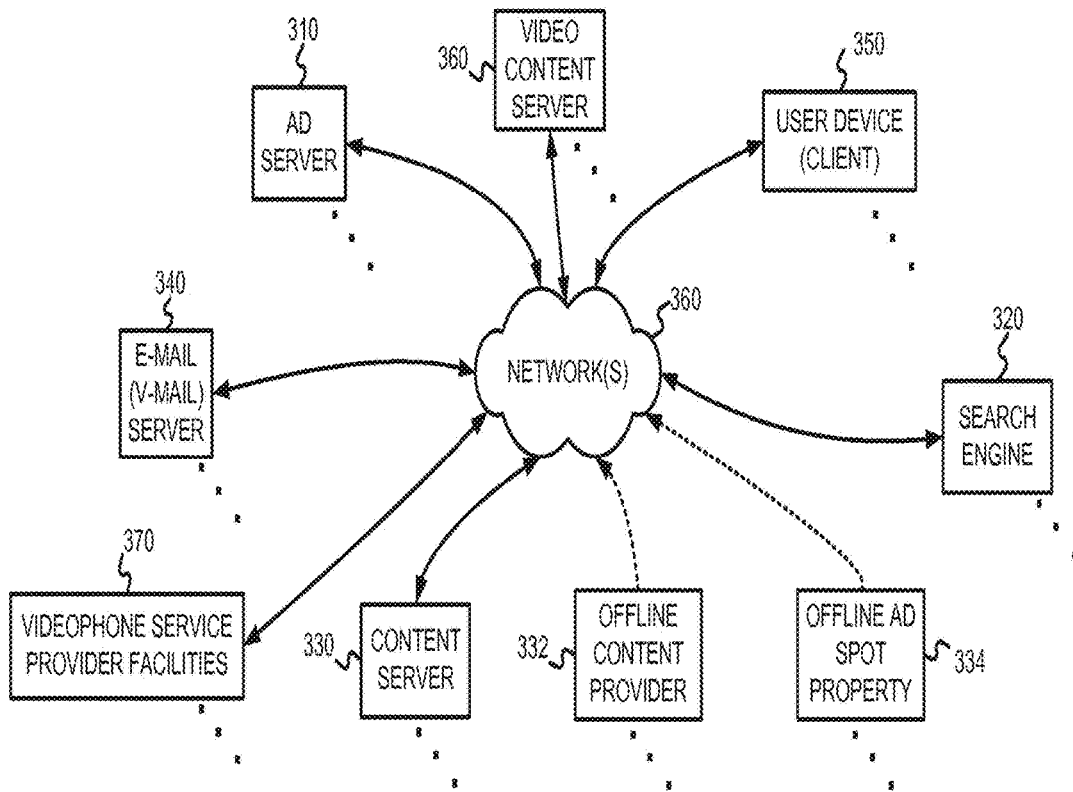 310
AD
SERVER
360
VIDEO
CONTENT
SERVER
350
USER DEVICE
(CLIENT)
340
E-MAIL
(V-MAIL)
SERVER
360
NETWORK(S)
320
SEARCH
ENGINE
370
VIDEOPHONE SERVICE
PROVIDER FACILITIES
330
CONTENT
SERVER
332
OFFLINE
CONTENT
PROVIDER
OFFLINE AD
SPOT
PROPERTY
334